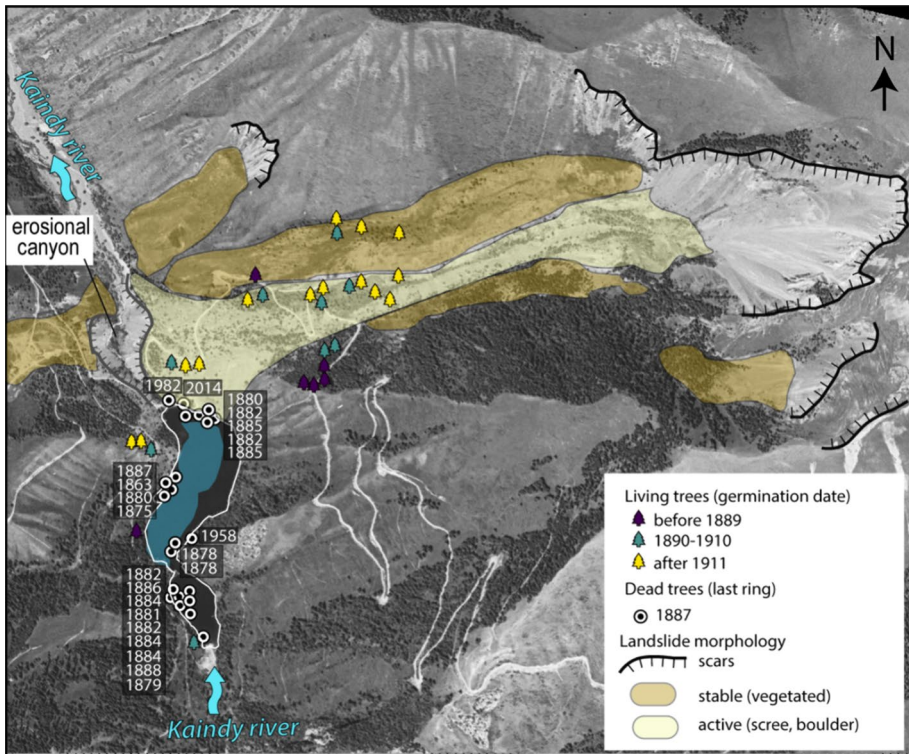 N
Kaindy river
erosional
canyon
1982
2014
1880
1882
1885
1882
1885
1887
1863
1880
1875
1958
1878
1878
1882
1886
1884
1881
1882
1884
1884
1888
1879
Kaindy river
Living trees (germination date)
before 1889
1890-1910
after 1911
Dead trees (last ring)
1887
Landslide morphology
scars
stable (vegetated)
active (scree, boulder)